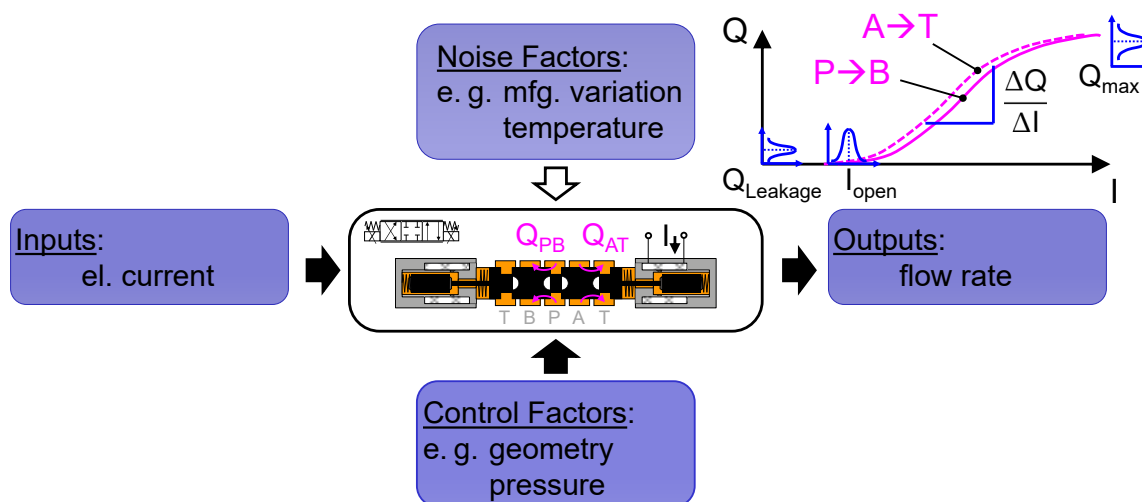 Noise Factors:
e. g. mfg. variation
temperature
Q
A→T
P→B
ΔQ
ΔI
Qmax
QLeakage
Iopen
I
Inputs:
el. current
QPB
QAT
I
T B P A T
Outputs:
flow rate
Control Factors:
e. g. geometry
pressure